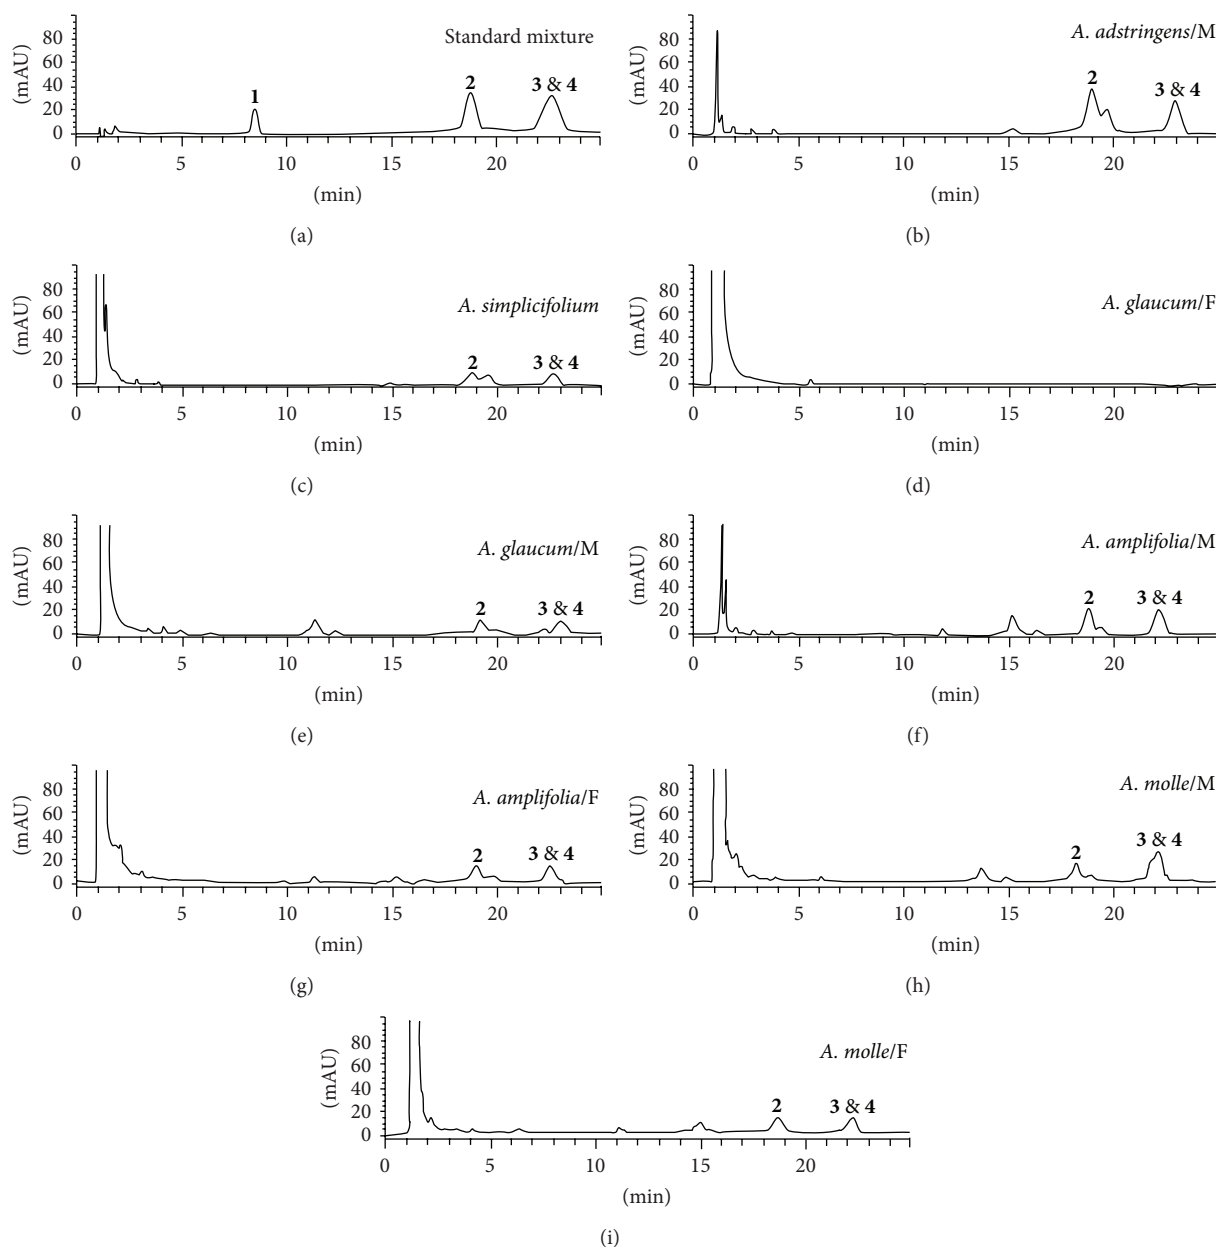 Standard mixture
(mAU)
80
60
40
20
0
1
2
3 & 4
0 5 10 15 20
(min)
(a)
A. adstringens/M
(mAU)
80
60
40
20
0
2
3 & 4
0 5 10 15 20
(min)
(b)
A. simplicifolium
(mAU)
80
60
40
20
0
2
3 & 4
0 5 10 15 20
(min)
(c)
A. glaucum/F
(mAU)
80
60
40
20
0
0 5 10 15 20
(min)
(d)
A. glaucum/M
(mAU)
80
60
40
20
0
2
3 & 4
0 5 10 15 20
(min)
(e)
A. amplifolia/M
(mAU)
80
60
40
20
0
2
3 & 4
0 5 10 15 20
(min)
(f)
A. amplifolia/F
(mAU)
80
60
40
20
0
2
3 & 4
0 5 10 15 20
(min)
(g)
A. molle/M
(mAU)
80
60
40
20
0
2
3 & 4
0 5 10 15 20
(min)
(h)
A. molle/F
(mAU)
80
60
40
20
0
2
3 & 4
0 5 10 15 20
(min)
(i)